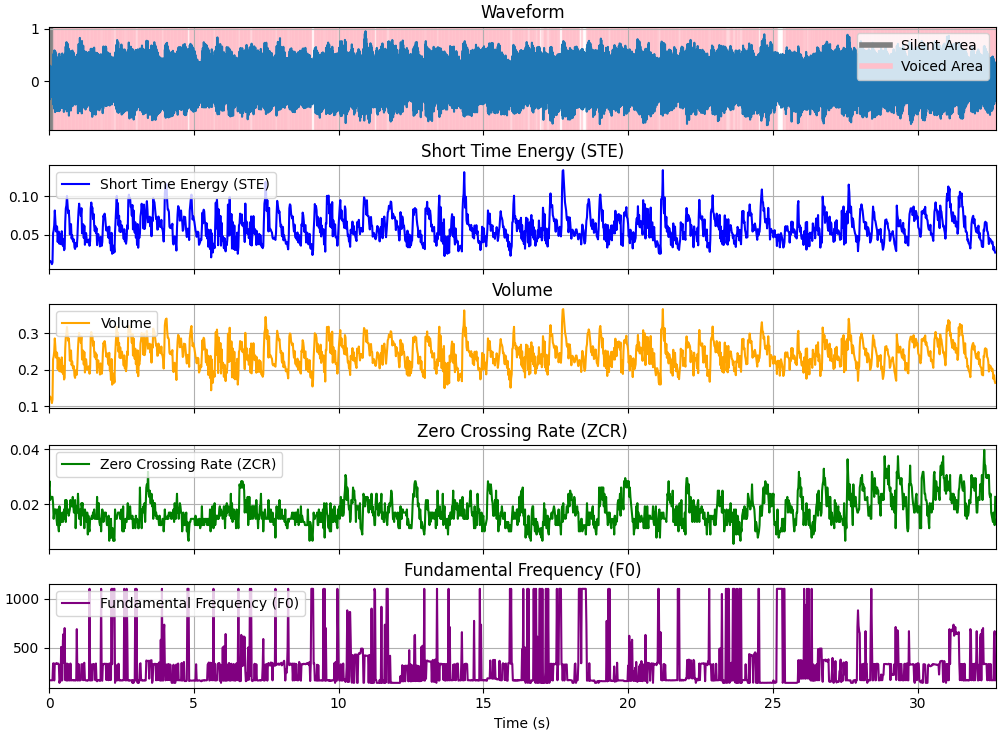 Waveform
1
0
Silent Area
Voiced Area
Short Time Energy (STE)
0.10
0.05
Short Time Energy (STE)
Volume
0.3
0.2
0.1
Volume
Zero Crossing Rate (ZCR)
0.04
0.02
Zero Crossing Rate (ZCR)
Fundamental Frequency (F0)
1000
500
Fundamental Frequency (F0)
0 5 10 15 20 25 30
Time (s)